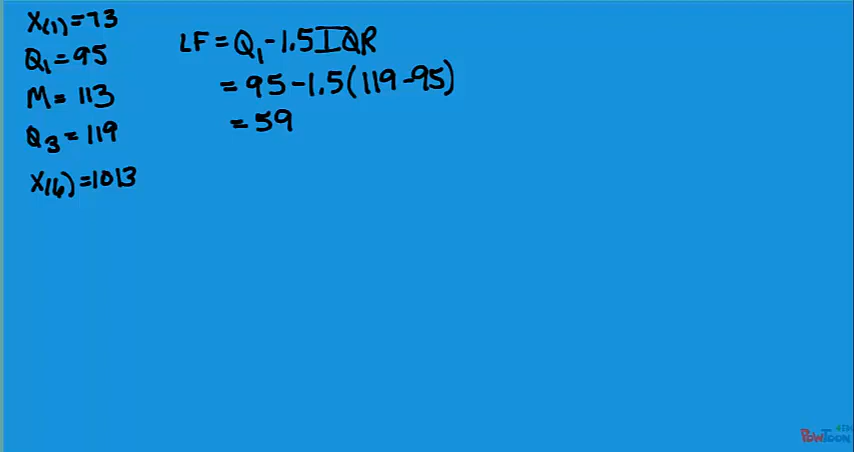 X(1)=73
Q1=95
M=113
Q3=119
X(6)=1013
LF=Q1-1.5IQR
=95-1.5(119-95)
=59
POWTOON